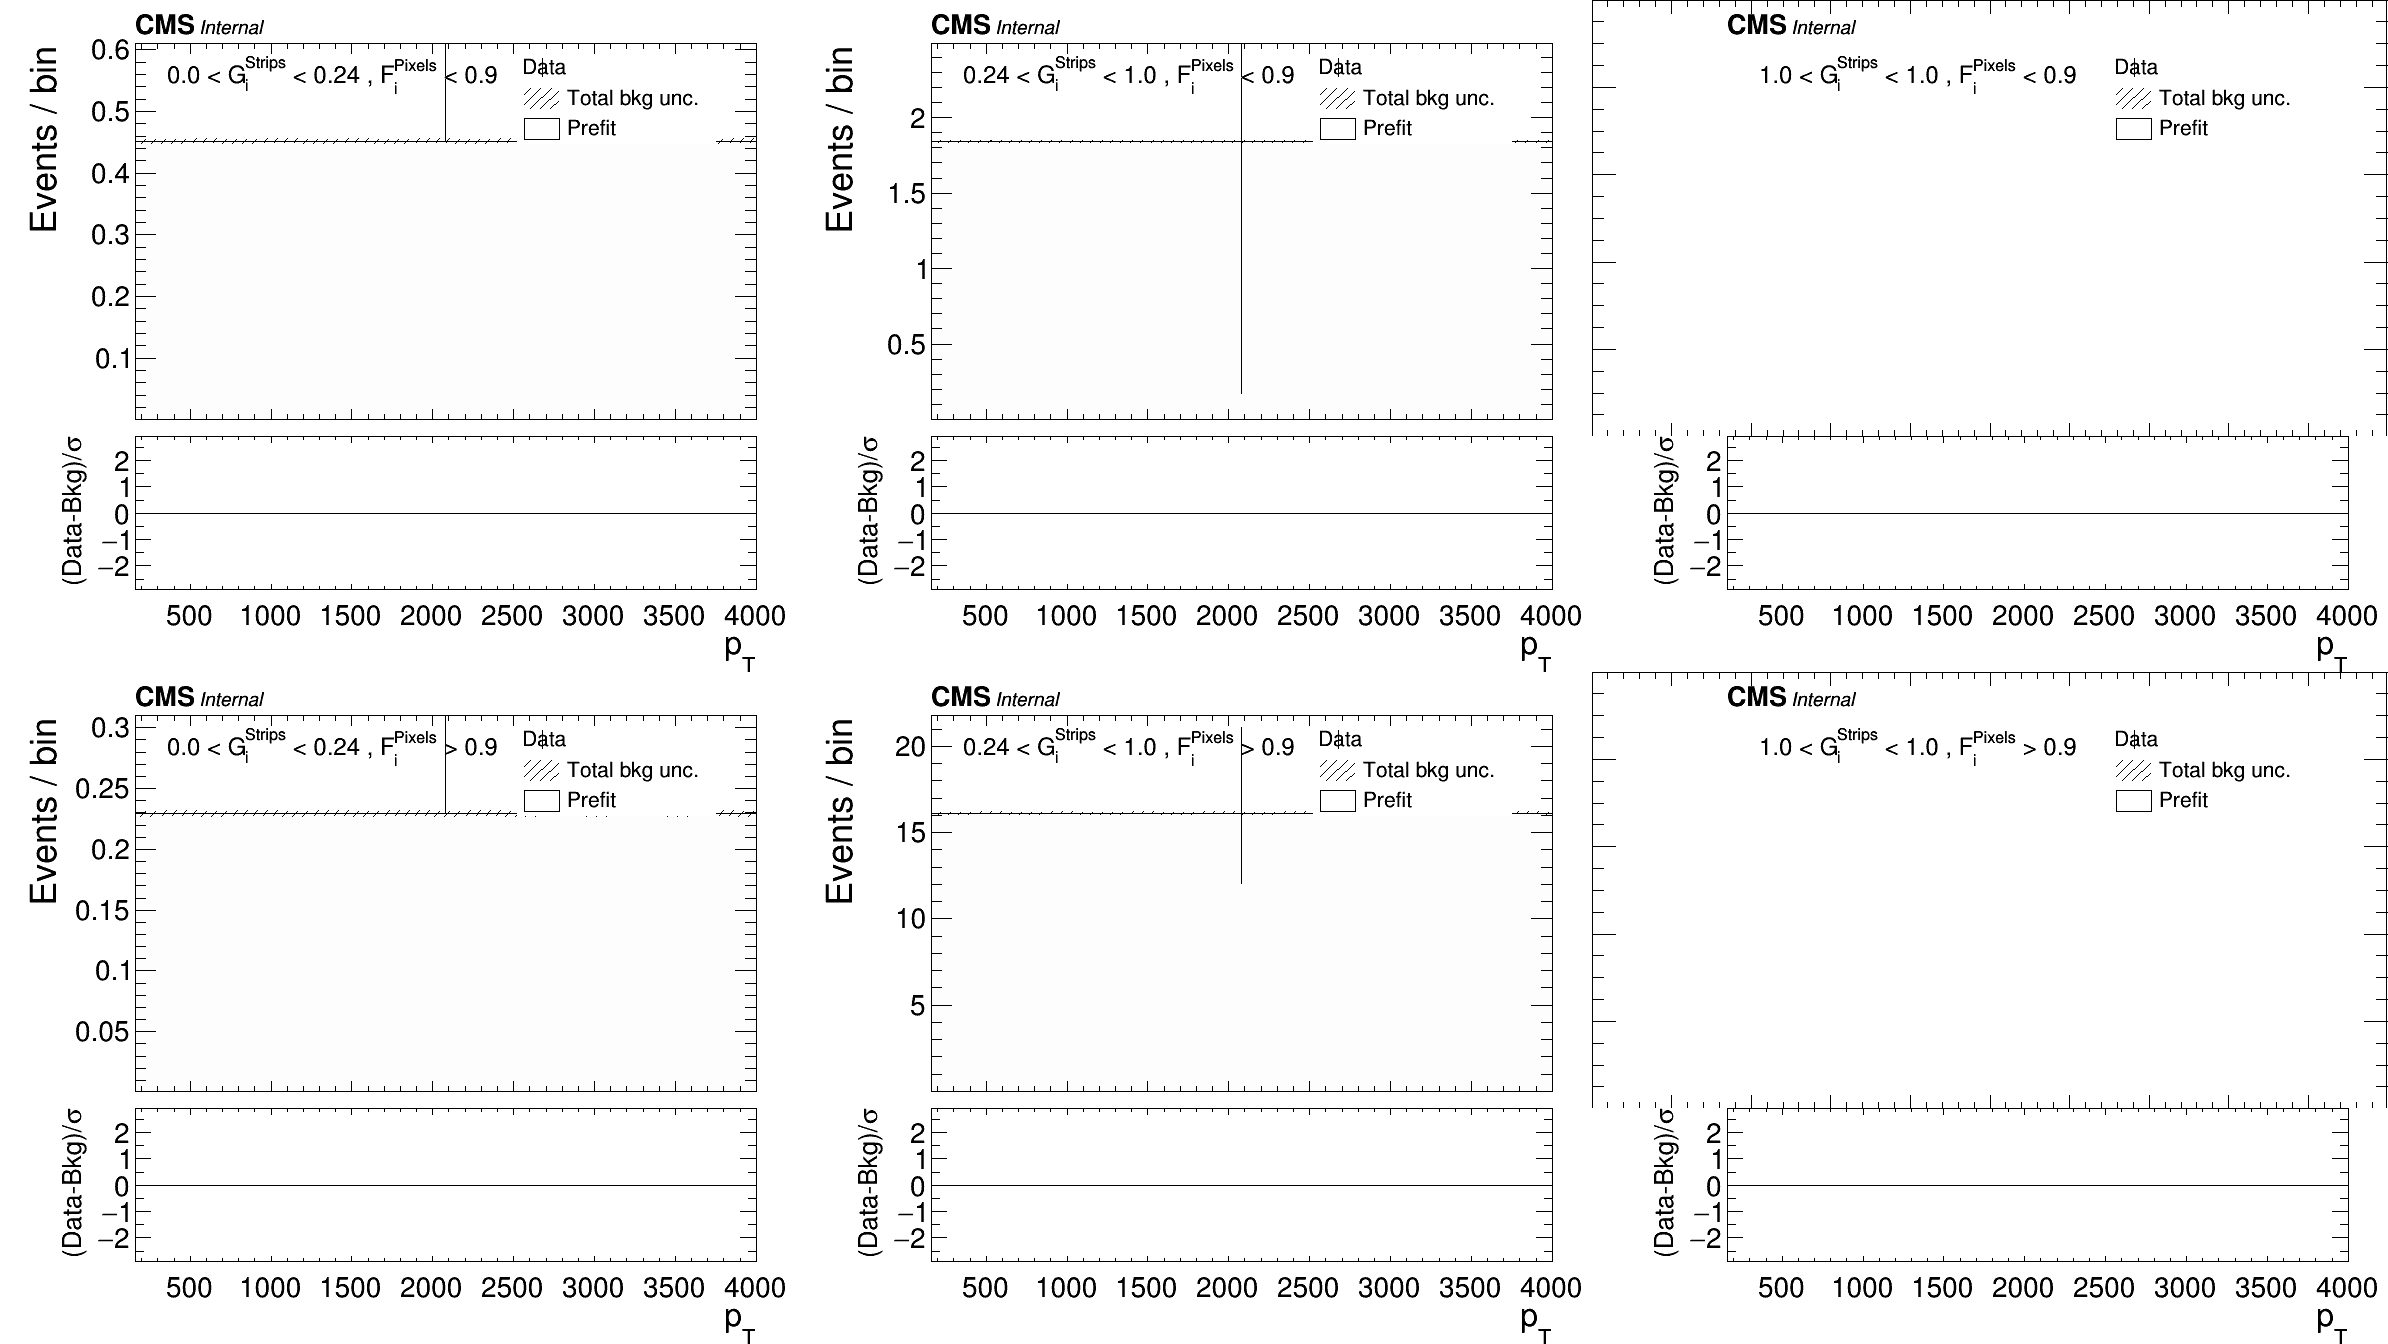 CMS Internal
0.0 < G_i^Strips < 0.24 , F_i^Pixels < 0.9
Data
Total bkg unc.
Prefit
Events / bin
0.6
0.5
0.4
0.3
0.2
0.1
(Data-Bkg)/σ
2
1
0
−1
−2
500 1000 1500 2000 2500 3000 3500 4000
p_T
CMS Internal
0.24 < G_i^Strips < 1.0 , F_i^Pixels < 0.9
Data
Total bkg unc.
Prefit
Events / bin
2
1.5
1
0.5
(Data-Bkg)/σ
2
1
0
−1
−2
500 1000 1500 2000 2500 3000 3500 4000
p_T
CMS Internal
1.0 < G_i^Strips < 1.0 , F_i^Pixels < 0.9
Data
Total bkg unc.
Prefit
(Data-Bkg)/σ
2
1
0
−1
−2
500 1000 1500 2000 2500 3000 3500 4000
p_T
CMS Internal
0.0 < G_i^Strips < 0.24 , F_i^Pixels > 0.9
Data
Total bkg unc.
Prefit
Events / bin
0.3
0.25
0.2
0.15
0.1
0.05
(Data-Bkg)/σ
2
1
0
−1
−2
500 1000 1500 2000 2500 3000 3500 4000
p_T
CMS Internal
0.24 < G_i^Strips < 1.0 , F_i^Pixels > 0.9
Data
Total bkg unc.
Prefit
Events / bin
20
15
10
5
(Data-Bkg)/σ
2
1
0
−1
−2
500 1000 1500 2000 2500 3000 3500 4000
p_T
CMS Internal
1.0 < G_i^Strips < 1.0 , F_i^Pixels > 0.9
Data
Total bkg unc.
Prefit
(Data-Bkg)/σ
2
1
0
−1
−2
500 1000 1500 2000 2500 3000 3500 4000
p_T